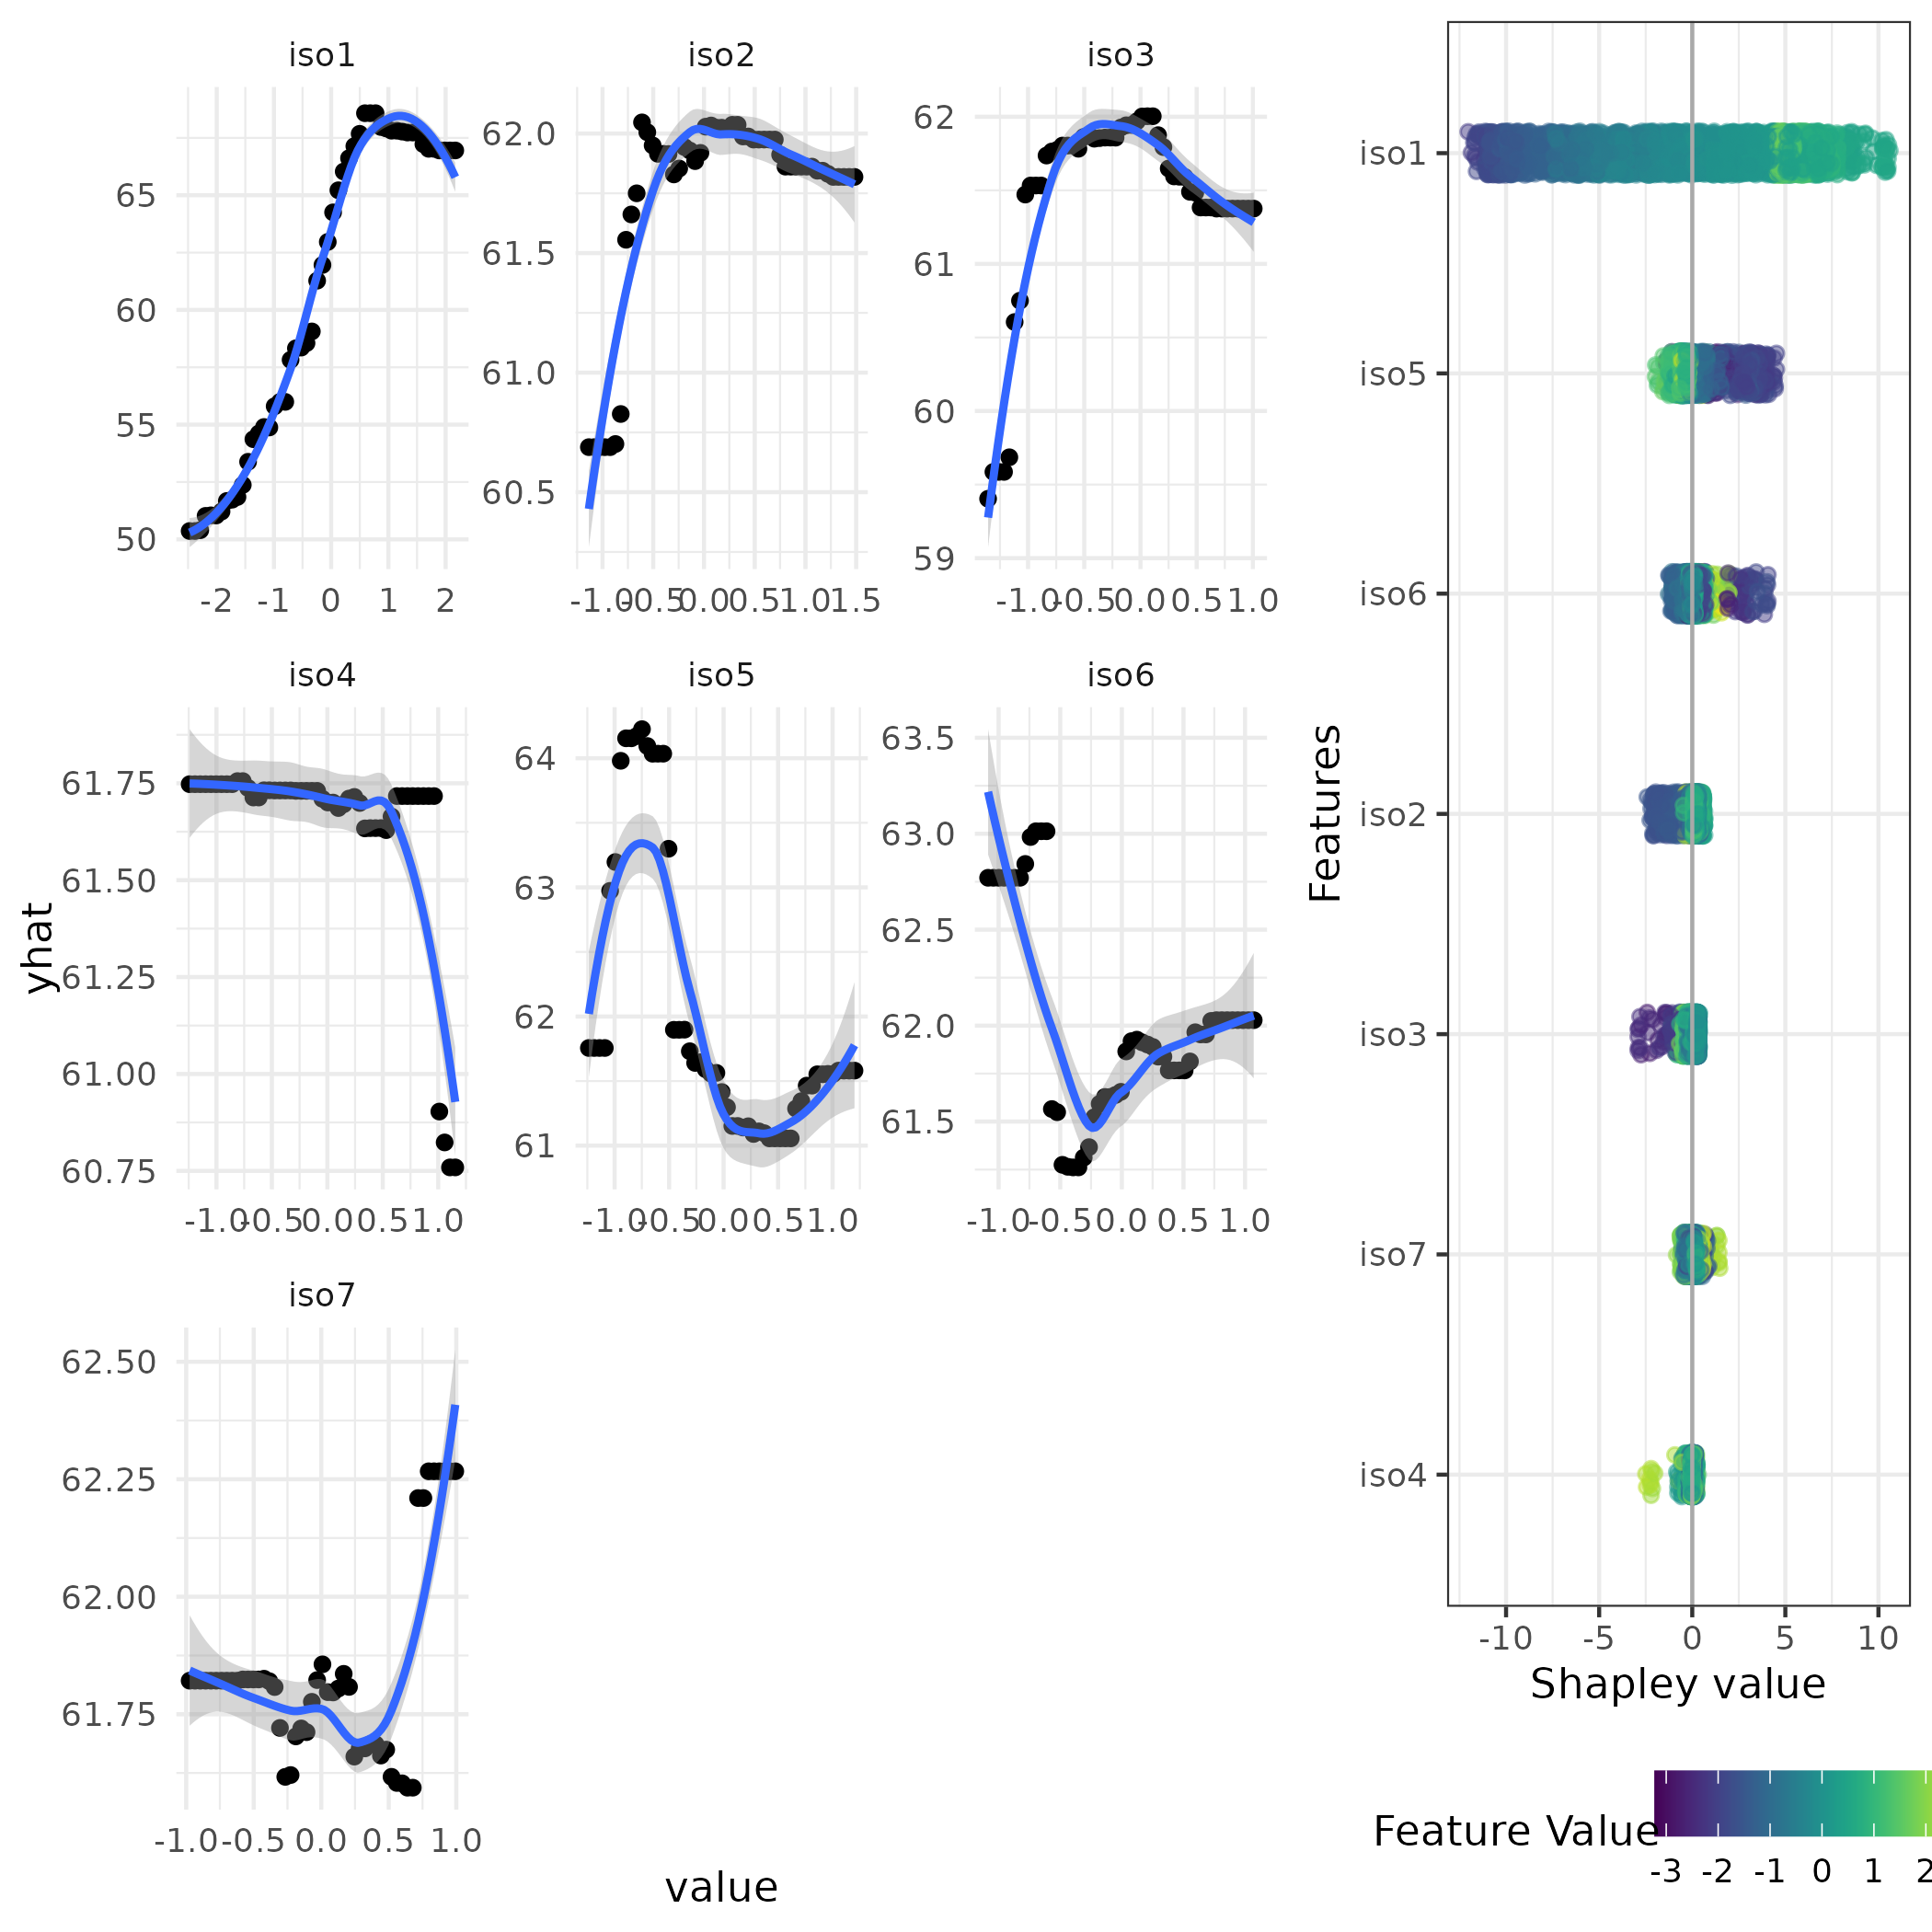 iso1 iso2 iso3
65
60
55
50
-2 -1 0 1 2
62.0
61.5
61.0
60.5
-1.0 -0.5 0.0 0.5 1.0 1.5
62
61
60
59
-1.0 -0.5 0.0 0.5 1.0
iso4 iso5 iso6
yhat
61.75
61.50
61.25
61.00
60.75
-1.0 -0.5 0.0 0.5 1.0
64
63
62
61
-1.0 -0.5 0.0 0.5 1.0
63.5
63.0
62.5
62.0
61.5
-1.0 -0.5 0.0 0.5 1.0
iso7
62.50
62.25
62.00
61.75
-1.0 -0.5 0.0 0.5 1.0
value
Features
iso1
iso5
iso6
iso2
iso3
iso7
iso4
-10 -5 0 5 10
Shapley value
Feature Value
-3 -2 -1 0 1 2